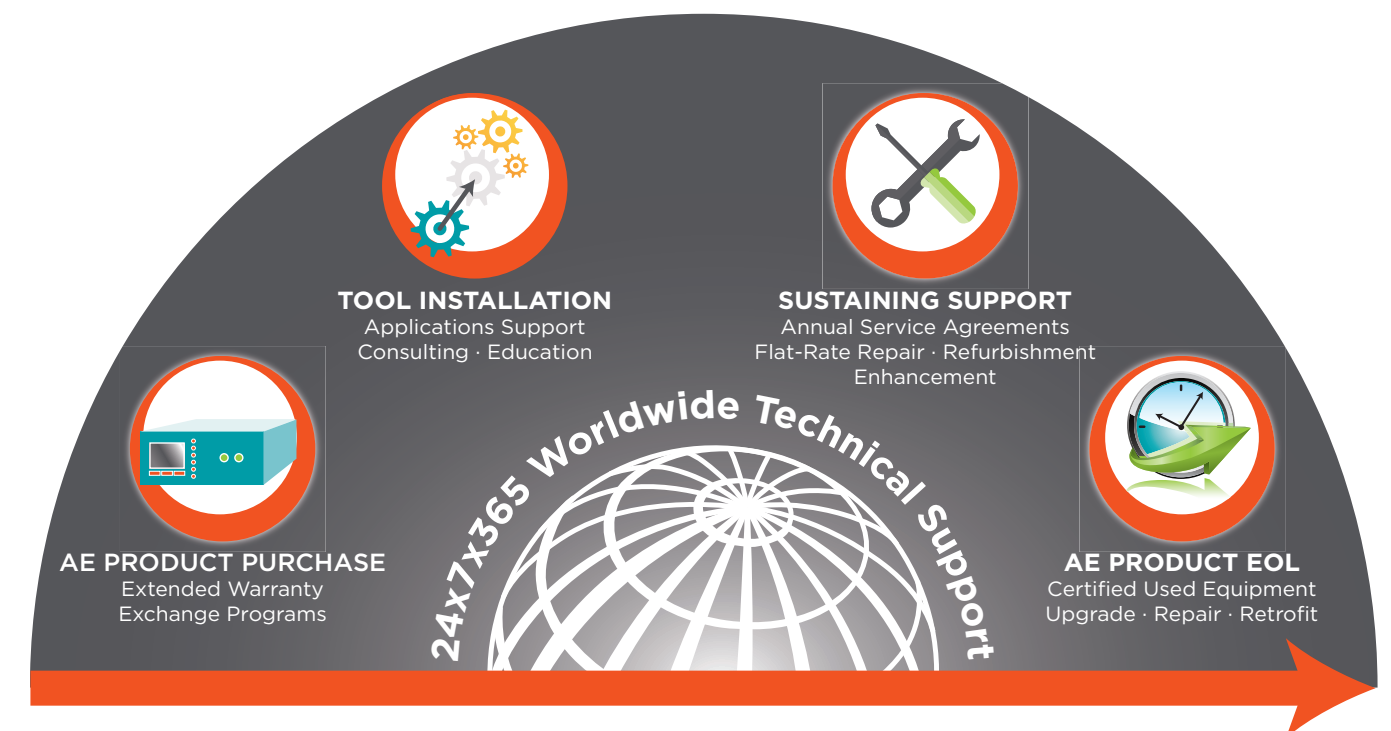 TOOL INSTALLATION
Applications Support
Consulting · Education
SUSTAINING SUPPORT
Annual Service Agreements
Flat-Rate Repair · Refurbishment
Enhancement
AE PRODUCT PURCHASE
Extended Warranty
Exchange Programs
24x7x365 Worldwide Technical Support
AE PRODUCT EOL
Certified Used Equipment
Upgrade · Repair · Retrofit